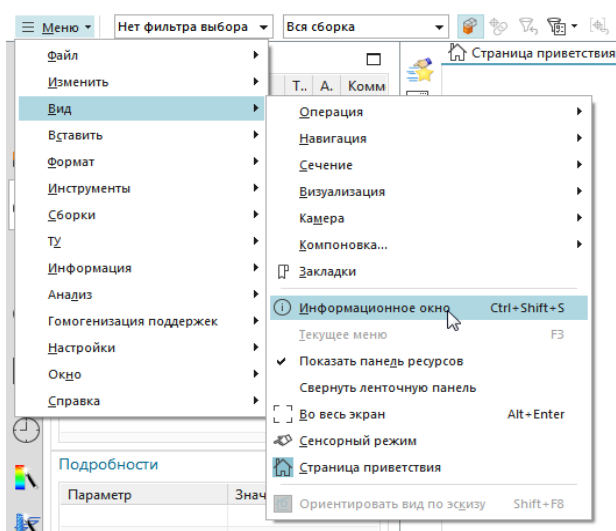 Меню
Нет фильтра выбора
Вся сборка
Страница приветствия
Файл
Изменить
Вид
Вставить
Формат
Инструменты
Сборки
ТУ
Информация
Анализ
Гомогенизация поддержек
Настройки
Окно
Справка
Т.. А. Комм
Операция
Навигация
Сечение
Визуализация
Камера
Компоновка...
Закладки
Информационное окно Ctrl+Shift+S
Текущее меню F3
Показать панель ресурсов
Свернуть ленточную панель
Во весь экран Alt+Enter
Сенсорный режим
Страница приветствия
Ориентировать вид по эскизу Shift+F8
Подробности
Параметр
Знач